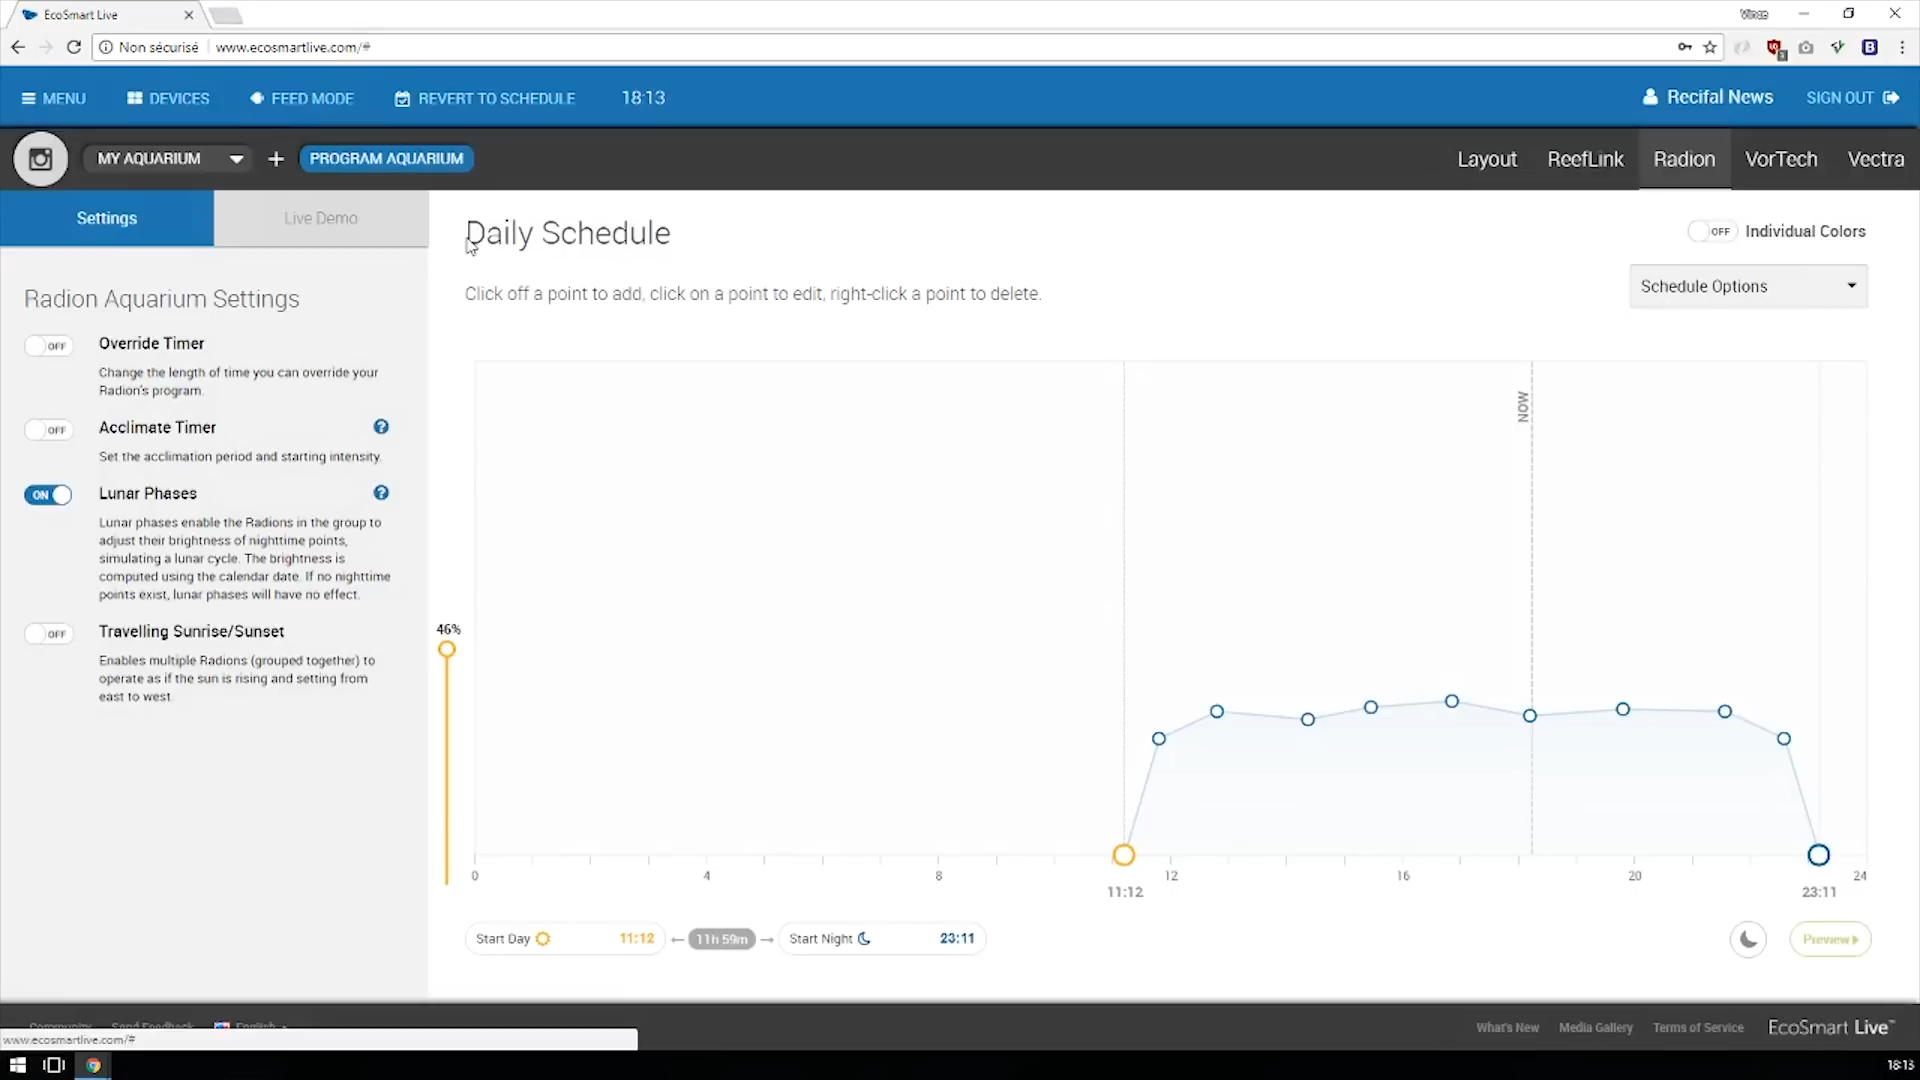 EcoSmart Live
Vince
Non sécurisé www.ecosmartlive.com/#
MENU DEVICES FEED MODE REVERT TO SCHEDULE 18:13 Recifal News SIGN OUT
MY AQUARIUM + PROGRAM AQUARIUM Layout ReefLink Radion VorTech Vectra
Settings Live Demo
Daily Schedule
OFF Individual Colors
Click off a point to add, click on a point to edit, right-click a point to delete.
Schedule Options
Radion Aquarium Settings
OFF Override Timer
Change the length of time you can override your
Radion's program.
OFF Acclimate Timer
Set the acclimation period and starting intensity.
ON Lunar Phases
Lunar phases enable the Radions in the group to
adjust their brightness of nighttime points,
simulating a lunar cycle. The brightness is
computed using the calendar date. If no nighttime
points exist, lunar phases will have no effect.
OFF Travelling Sunrise/Sunset
Enables multiple Radions (grouped together) to
operate as if the sun is rising and setting from
east to west.
46%
NOW
0 4 8 12 16 20 24
11:12 23:11
Start Day 11:12 11h 59m Start Night 23:11 Preview
Community Send Feedback English
What's New Media Gallery Terms of Service EcoSmart Live™
www.ecosmartlive.com/#
18:13